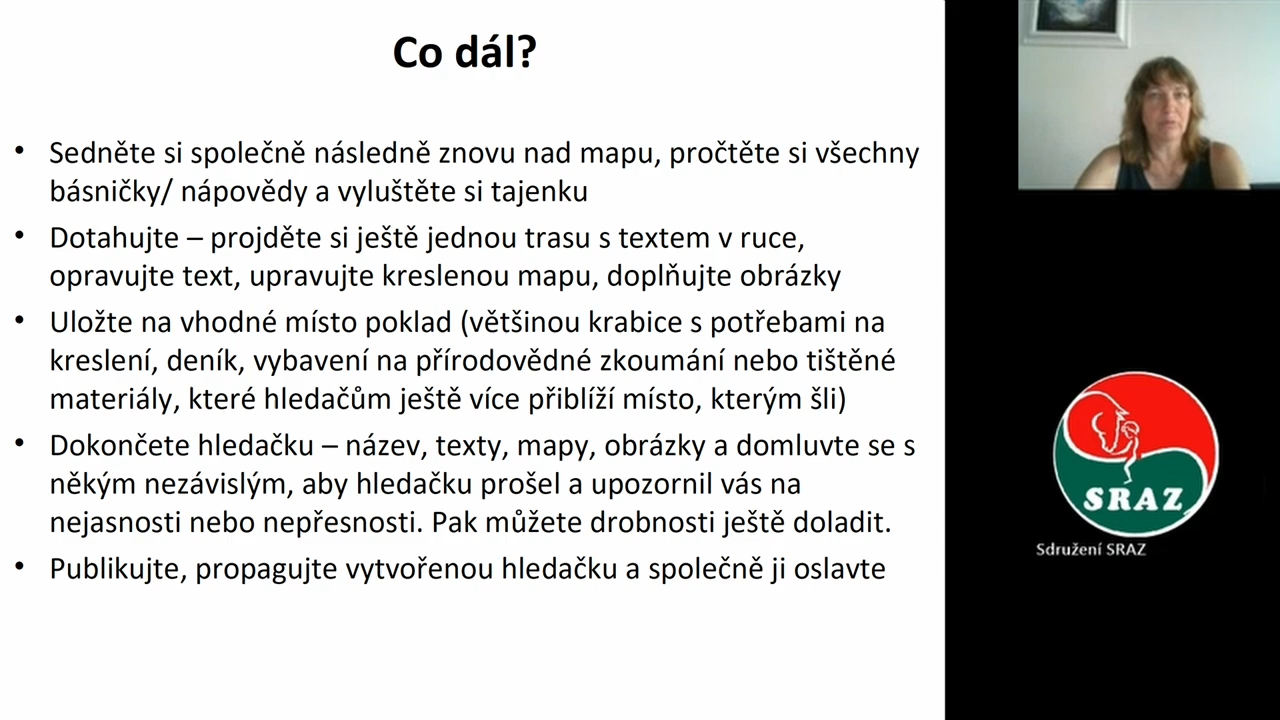 Co dál?
• Sedněte si společně následně znovu nad mapu, pročtěte si všechny
básničky/ nápovědy a vyluštěte si tajenku
• Dotahujte – projděte si ještě jednou trasu s textem v ruce,
opravujte text, upravujte kreslenou mapu, doplňujte obrázky
• Uložte na vhodné místo poklad (většinou krabice s potřebami na
kreslení, deník, vybavení na přírodovědné zkoumání nebo tištěné
materiály, které hledačům ještě více přiblíží místo, kterým šli)
• Dokončete hledačku – název, texty, mapy, obrázky a domluvte se s
někým nezávislým, aby hledačku prošel a upozornil vás na
nejasnosti nebo nepřesnosti. Pak můžete drobnosti ještě doladit.
• Publikujte, propagujte vytvořenou hledačku a společně ji oslavte
SRAZ
Sdružení SRAZ